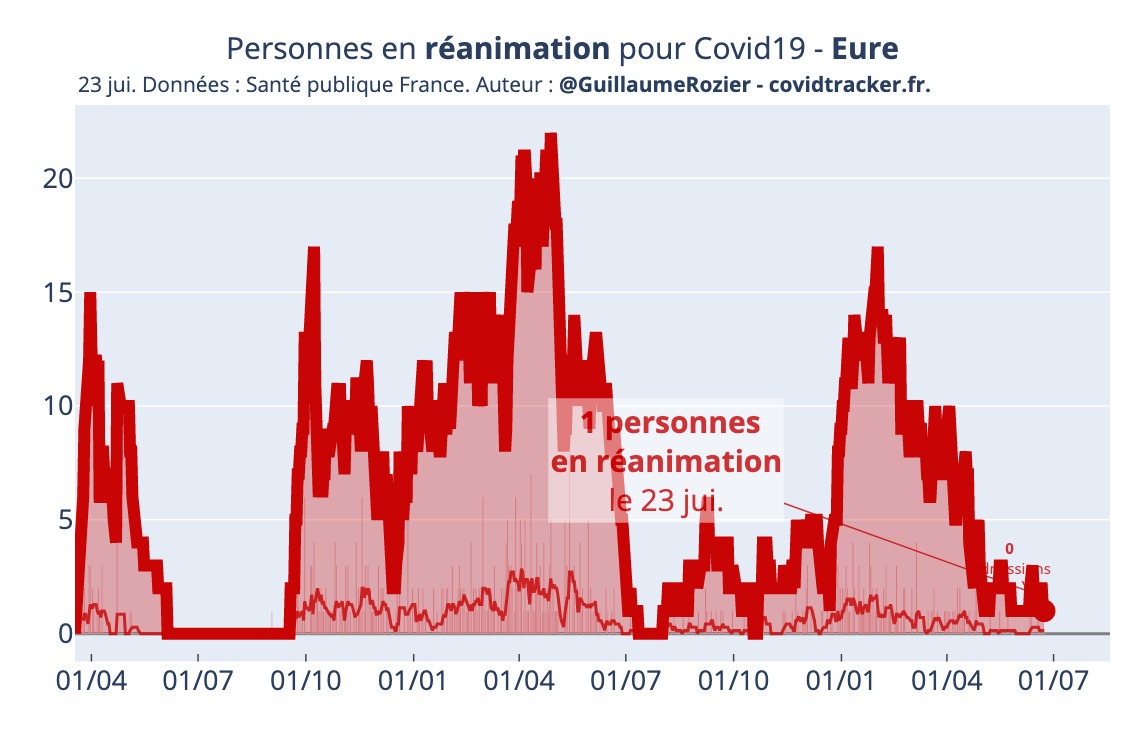 Personnes en réanimation pour Covid19 - Eure
23 jui. Données : Santé publique France. Auteur : @GuillaumeRozier - covidtracker.fr.
20
15
10
5
0
1 personnes
en réanimation
le 23 jui.
0
01/04 01/07 01/10 01/01 01/04 01/07 01/10 01/01 01/04 01/07